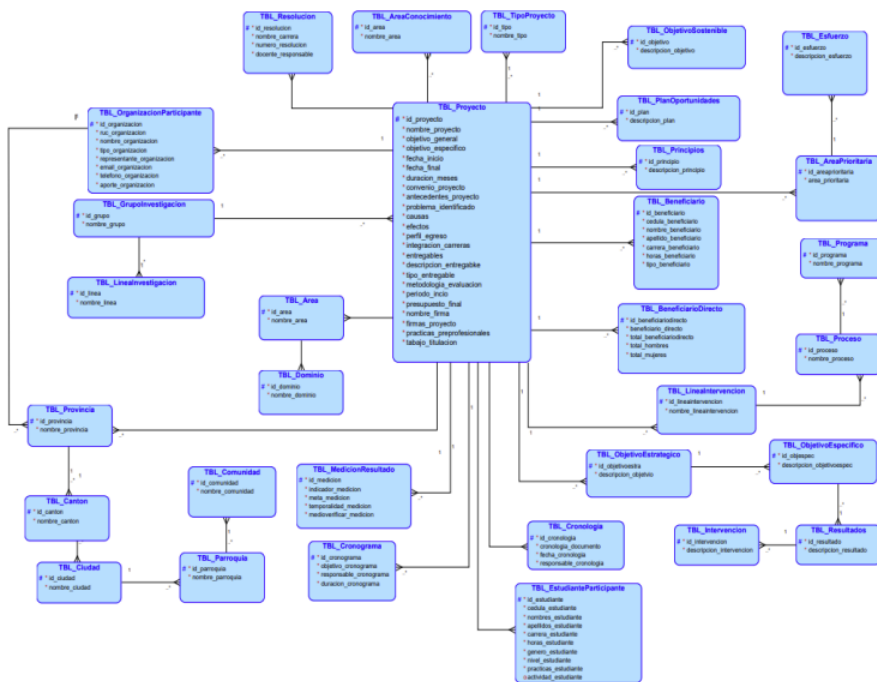 TBL_Resolucion
# * id_resolucion
* nombre_carrera
* numero_resolucion
* docente_responsable
TBL_AreaConocimiento
# * id_area
* nombre_area
TBL_TipoProyecto
# * id_tipo
* nombre_tipo
TBL_ObjetivoSostenible
# * id_objetivo
* descripcion_objetivo
TBL_Esfuerzo
# * id_esfuerzo
* descripcion_esfuerzo
TBL_OrganizacionParticipante
# * id_organizacion
* ruc_organizacion
* nombre_organizacion
* tipo_organizacion
* representante_organizacion
* email_organizacion
* telefono_organizacion
* aporte_organizacion
TBL_Proyecto
# * id_proyecto
* nombre_proyecto
* objetivo_general
* objetivo_especifico
* fecha_inicio
* fecha_final
* duracion_meses
* convenio_proyecto
* antecedentes_proyecto
* problema_identificado
* causas
* efectos
* perfil_egreso
* integracion_carreras
* entregables
* descripcion_entregabke
* tipo_entregable
* metodologia_evaluacion
* periodo_incio
* presupuesto_final
* nombre_firma
* firmas_proyecto
* practicas_preprofesionales
* tabajo_titulacion
TBL_PlanOportunidades
# * id_plan
* descripcion_plan
TBL_Principios
# * id_principio
* descripcion_principio
TBL_AreaPrioritaria
# * id_areaprioritaria
* area_prioritaria
TBL_GrupoInvestigacion
# * id_grupo
* nombre_grupo
TBL_Beneficiario
# * id_beneficiario
* cedula_beneficiario
* nombre_beneficiario
* apellido_beneficiario
* carrera_beneficiario
* horas_beneficiario
* tipo_beneficiario
TBL_Programa
# * id_programa
* nombre_programa
TBL_LineaInvestigacion
# * id_linea
* nombre_linea
TBL_Area
# * id_area
* nombre_area
TBL_BeneficiarioDirecto
# * id_beneficiariodirecto
* beneficiario_directo
* total_beneficiariodirecto
* total_hombres
* total_mujeres
TBL_Proceso
# * id_proceso
* nombre_proceso
TBL_Dominio
# * id_dominio
* nombre_dominio
TBL_LineaIntervencion
# * id_lineaintervencion
* nombre_lineaintervencion
TBL_Provincia
# * id_provincia
* nombre_provincia
TBL_ObjetivoEstrategico
# * id_objetivoestra
* descripcion_objetivo
TBL_ObjetivoEspecifico
# * id_objespec
* descripcion_objetivoespec
TBL_Comunidad
# * id_comunidad
* nombre_comunidad
TBL_MedicionResultado
# * id_medicion
* indicador_medicion
* meta_medicion
* temporalidad_medicion
* medioverificar_medicion
TBL_Canton
# * id_canton
* nombre_canton
TBL_Cronologia
# * id_cronologia
* cronologia_documento
* fecha_cronologia
* responsable_cronologia
TBL_Intervencion
# * id_intervencion
* descripcion_intervencion
TBL_Resultados
# * id_resultado
* descripcion_resultado
TBL_Cronograma
# * id_cronograma
* objetivo_cronograma
* responsable_cronograma
* duracion_cronograma
TBL_Parroquia
# * id_parroquia
* nombre_parroquia
TBL_Ciudad
# * id_ciudad
* nombre_ciudad
TBL_EstudianteParticipante
# * id_estudiante
* cedula_estudiante
* nombres_estudiante
* apellidos_estudiante
* carrera_estudiante
* horas_estudiante
* genero_estudiante
* nivel_estudiante
* practicas_estudiante
actividad_estudiante